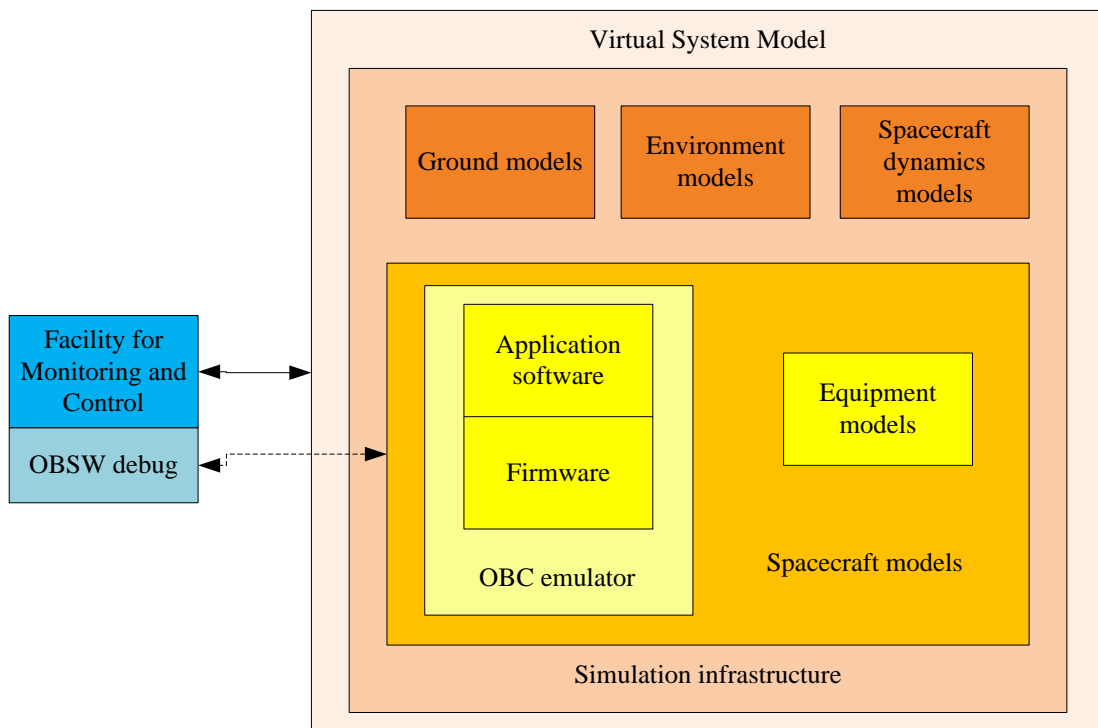 Virtual System Model
Ground models
Environment
models
Spacecraft
dynamics
models
Facility for
Monitoring and
Control
OBSW debug
Application
software
Firmware
OBC emulator
Equipment
models
Spacecraft models
Simulation infrastructure